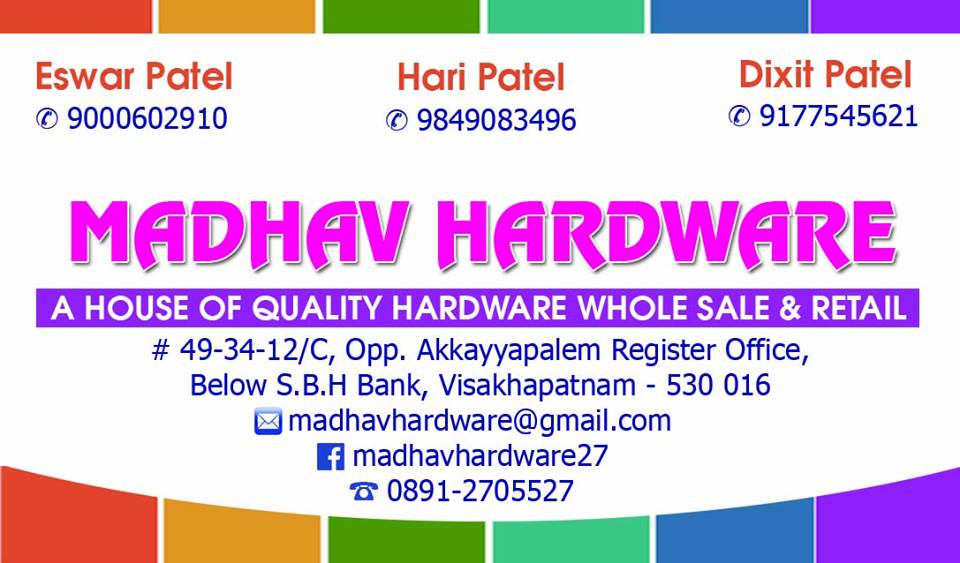 Eswar Patel
✆ 9000602910
Hari Patel
✆ 9849083496
Dixit Patel
✆ 9177545621
MADHAV HARDWARE
A HOUSE OF QUALITY HARDWARE WHOLE SALE & RETAIL
# 49-34-12/C, Opp. Akkayyapalem Register Office,
Below S.B.H Bank, Visakhapatnam - 530 016
madhavhardware@gmail.com
madhavhardware27
☎ 0891-2705527